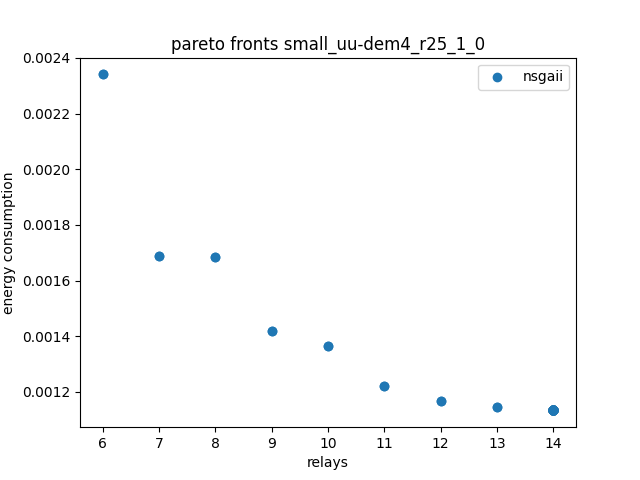 pareto fronts small_uu-dem4_r25_1_0
nsgaii
energy consumption
0.0024
0.0022
0.0020
0.0018
0.0016
0.0014
0.0012
6 7 8 9 10 11 12 13 14
relays